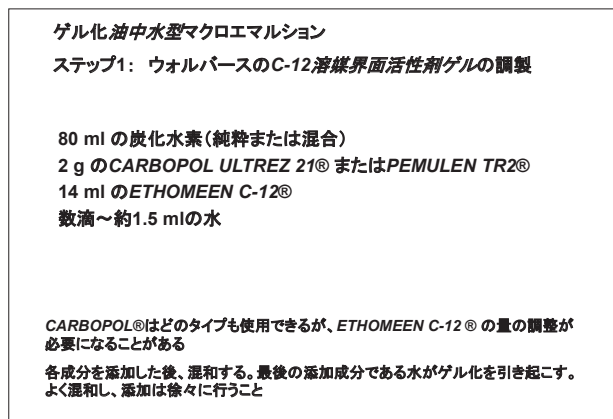 ゲル化油中水型マクロエマルション
ステップ1： ウォルバースのC-12溶媒界面活性剤ゲルの調製
80 ml の炭化水素（純粋または混合）
2 g のCARBOPOL ULTREZ 21® またはPEMULEN TR2®
14 ml のETHOMEEN C-12®
数滴～約1.5 mlの水
CARBOPOL®はどのタイプも使用できるが、ETHOMEEN C-12 ® の量の調整が
必要になることがある
各成分を添加した後、混和する。最後の添加成分である水がゲル化を引き起こす。
よく混和し、添加は徐々に行うこと